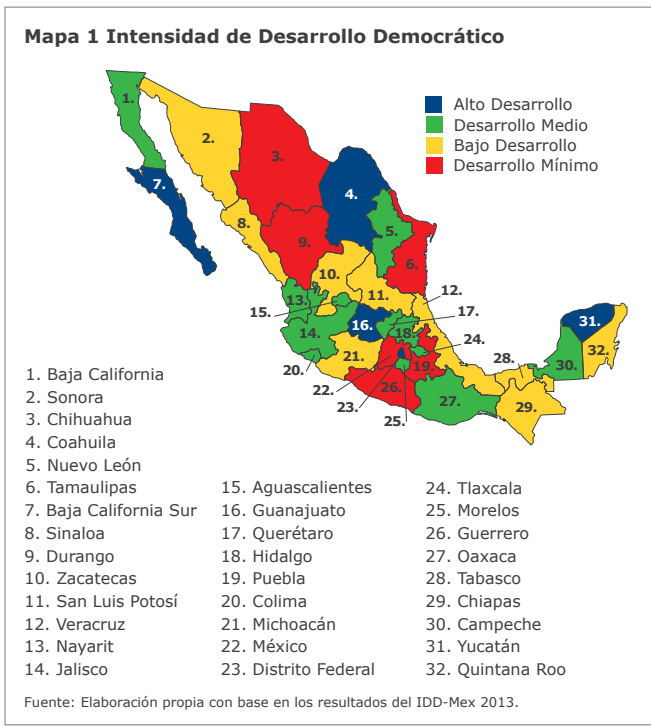 Mapa 1 Intensidad de Desarrollo Democrático
Alto Desarrollo
Desarrollo Medio
Bajo Desarrollo
Desarrollo Mínimo
1.
2.
3.
4.
7.
5.
8.
9.
6.
10.
12.
11.
13.
15.
17.
16.
18.
31.
14.
24.
32.
21.
19.
28.
30.
20.
22.
26.
27.
29.
23.
25.
1. Baja California
2. Sonora
3. Chihuahua
4. Coahuila
5. Nuevo León
6. Tamaulipas
7. Baja California Sur
8. Sinaloa
9. Durango
10. Zacatecas
11. San Luis Potosí
12. Veracruz
13. Nayarit
14. Jalisco
15. Aguascalientes
16. Guanajuato
17. Querétaro
18. Hidalgo
19. Puebla
20. Colima
21. Michoacán
22. México
23. Distrito Federal
24. Tlaxcala
25. Morelos
26. Guerrero
27. Oaxaca
28. Tabasco
29. Chiapas
30. Campeche
31. Yucatán
32. Quintana Roo
Fuente: Elaboración propia con base en los resultados del IDD-Mex 2013.